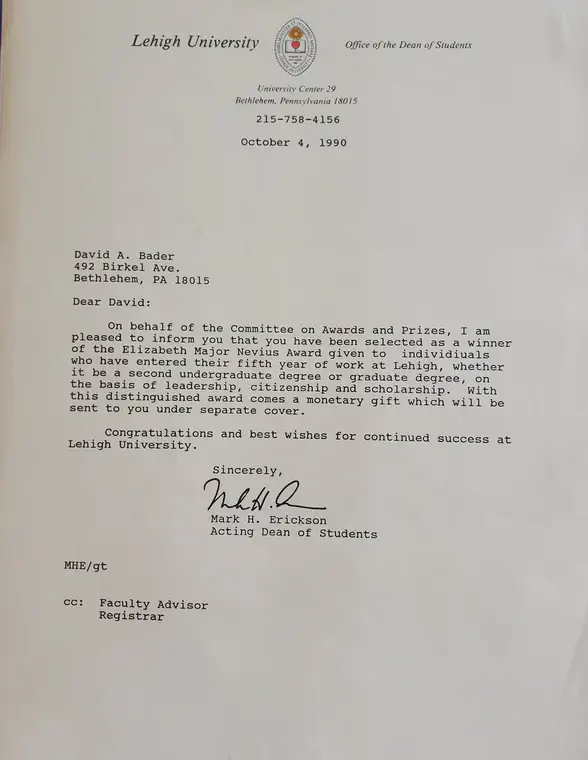 Lehigh University
Office of the Dean of Students
University Center 29
Bethlehem, Pennsylvania 18015
215-758-4156
October 4, 1990
David A. Bader
492 Birkel Ave.
Bethlehem, PA 18015
Dear David:
On behalf of the Committee on Awards and Prizes, I am
pleased to inform you that you have been selected as a winner
of the Elizabeth Major Nevius Award given to individiuals
who have entered their fifth year of work at Lehigh, whether
it be a second undergraduate degree or graduate degree, on
the basis of leadership, citizenship and scholarship. With
this distinguished award comes a monetary gift which will be
sent to you under separate cover.
Congratulations and best wishes for continued success at
Lehigh University.
Sincerely,
Mark H. Erickson
Acting Dean of Students
MHE/gt
cc: Faculty Advisor
Registrar